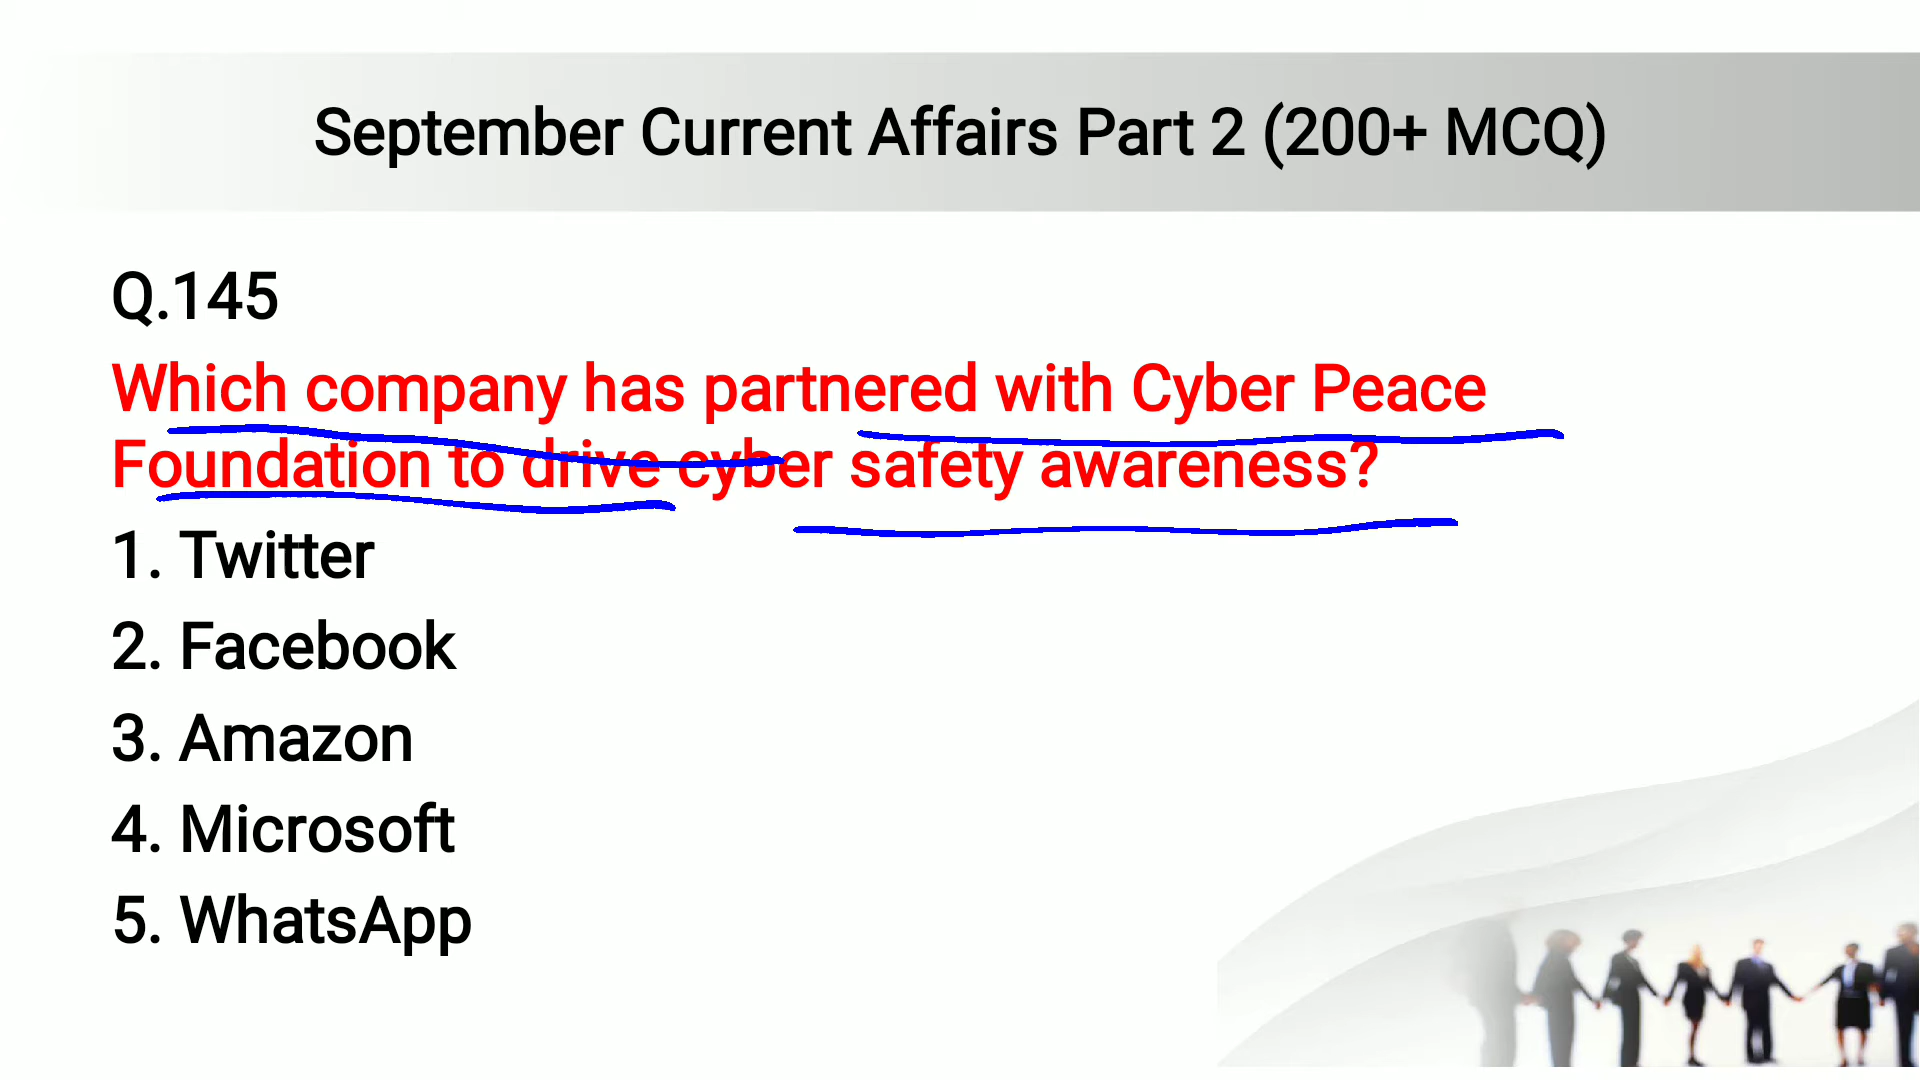 September Current Affairs Part 2 (200+ MCQ)
Q.145
Which company has partnered with Cyber Peace
Foundation to drive cyber safety awareness?
1. Twitter
2. Facebook
3. Amazon
4. Microsoft
5. WhatsApp